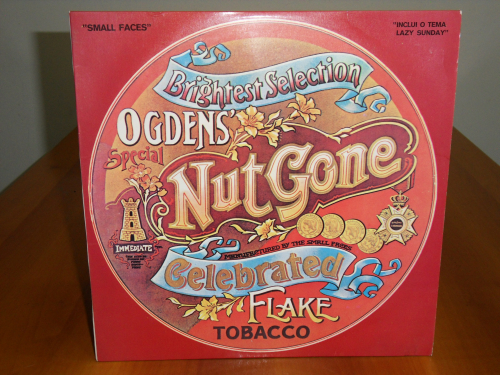 "SMALL FACES"
"INCLUI O TEMA
LAZY SUNDAY"
Brightest Selection
OGDENS'
Special
Nut Gone
IMMEDIATE
MANUFACTURED BY THE SMALL FACES
Celebrated
FLAKE
TOBACCO